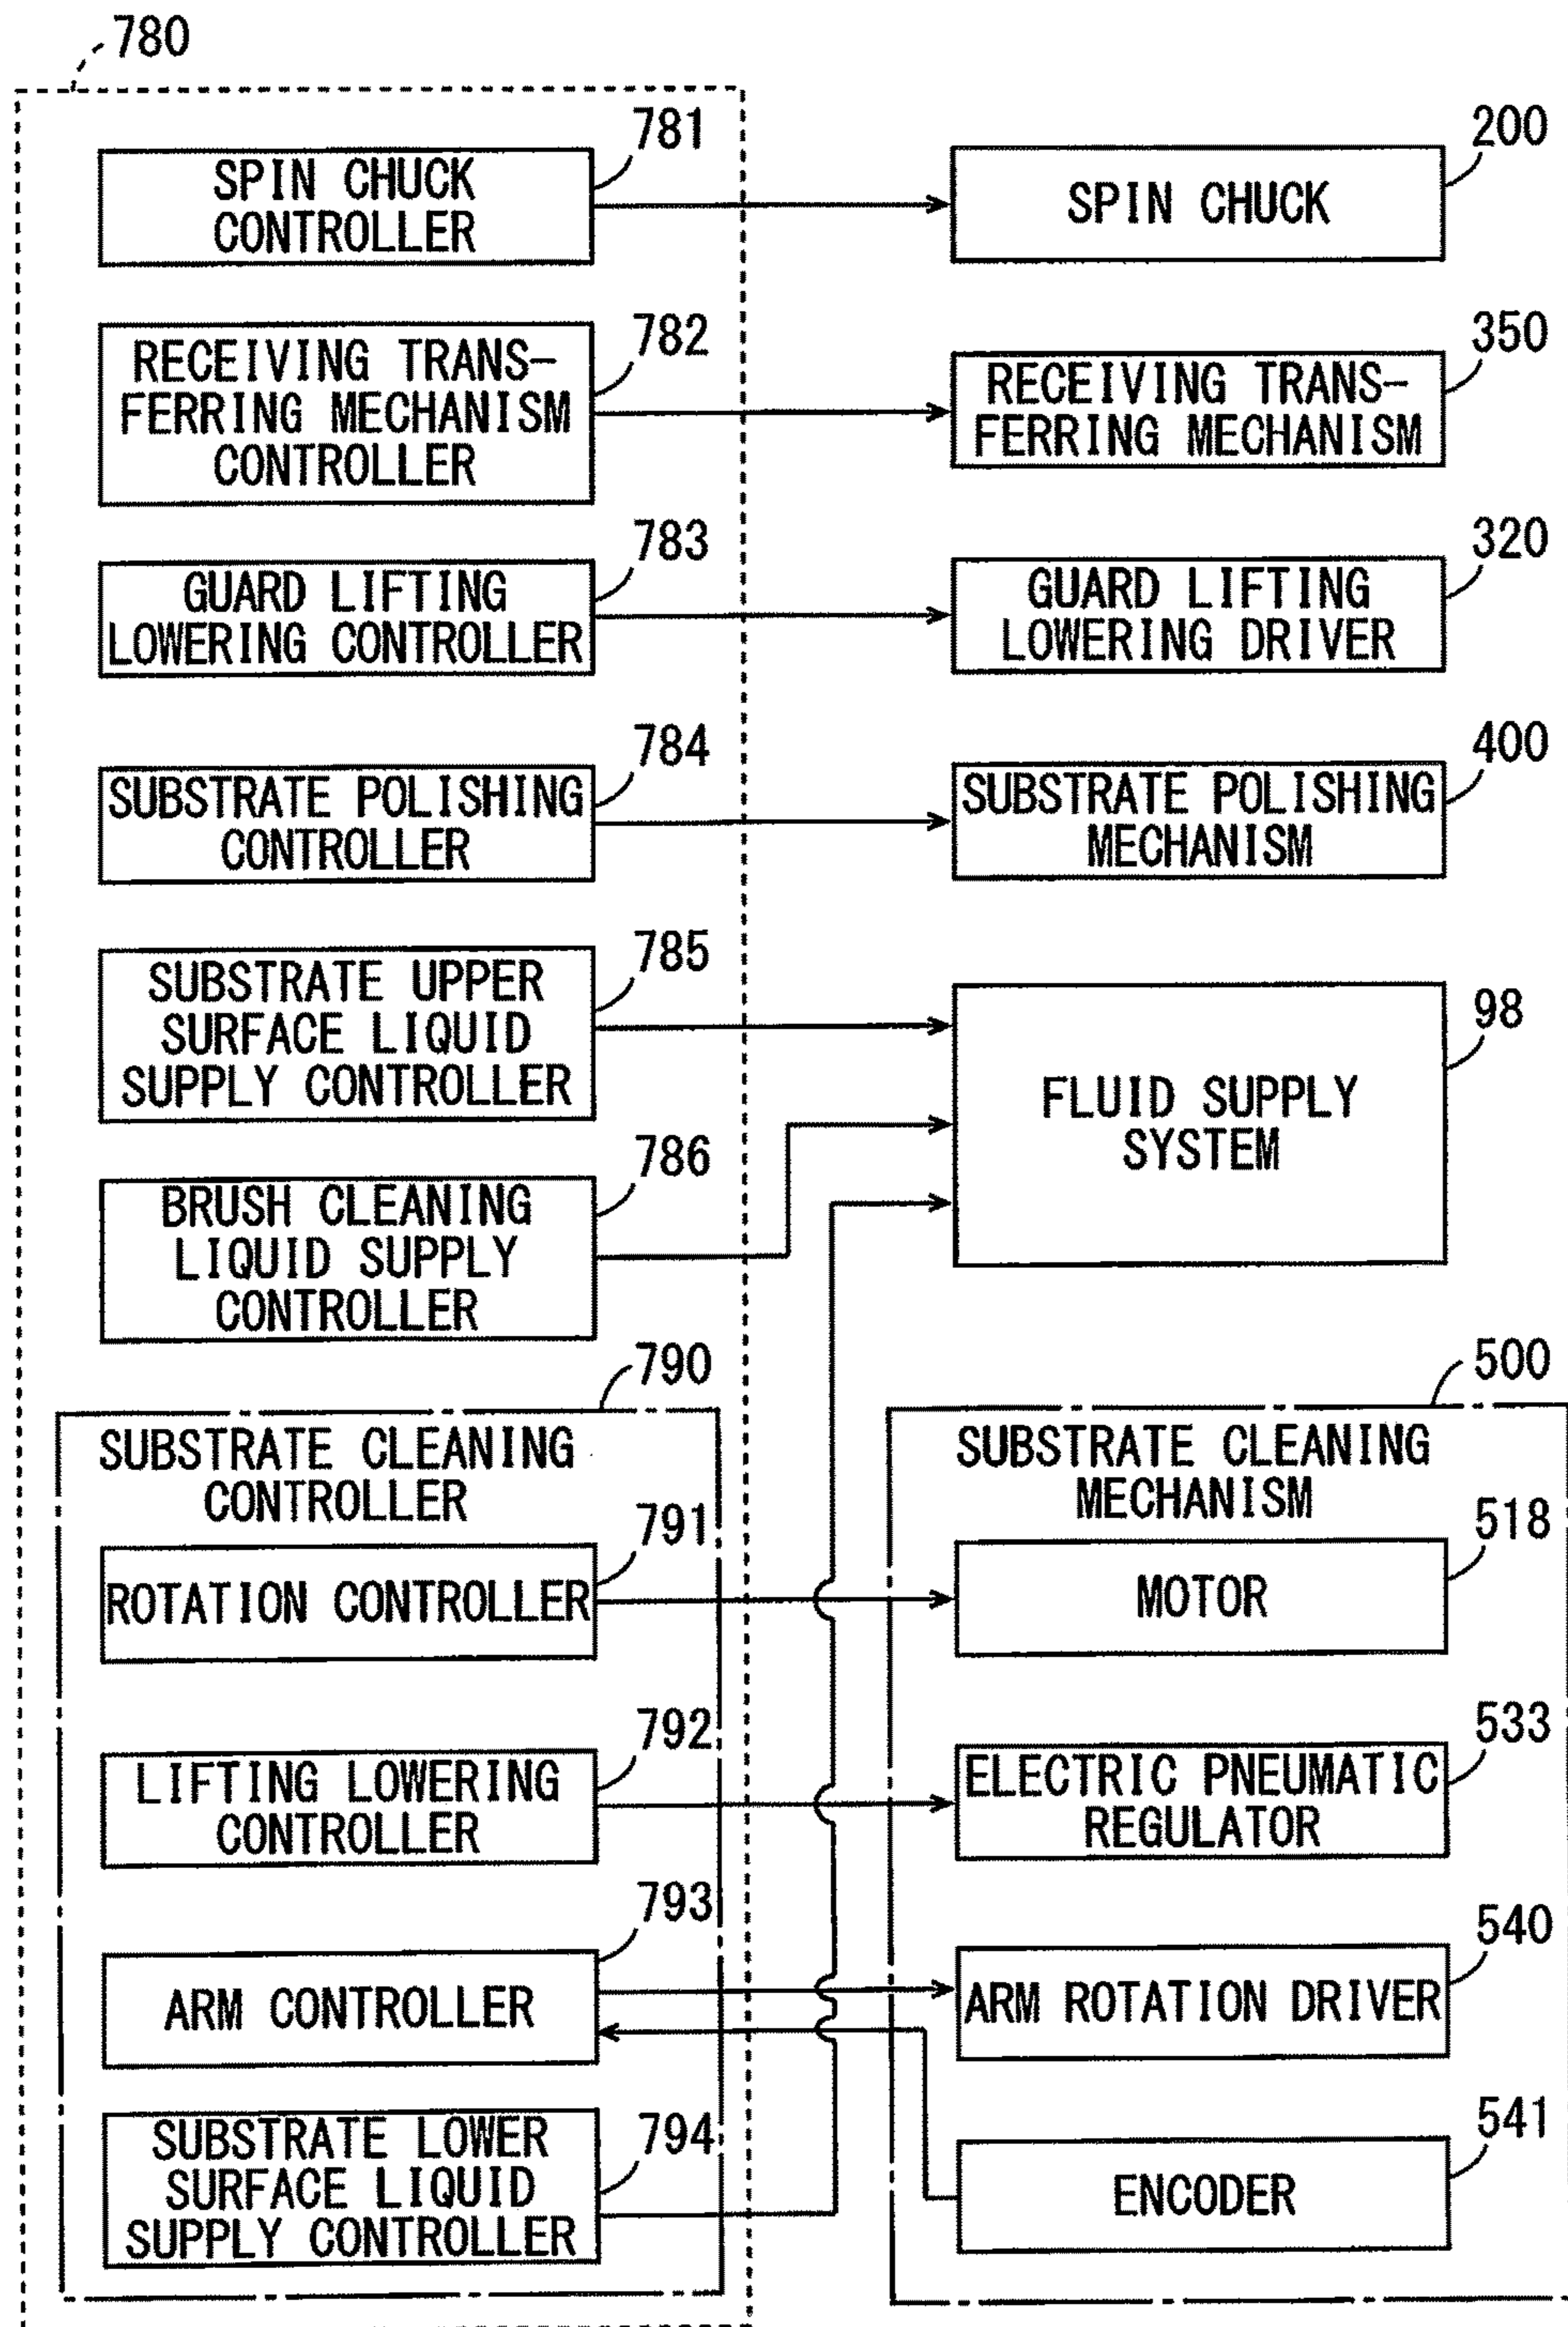 780
781
SPIN CHUCK
CONTROLLER
200
SPIN CHUCK
782
RECEIVING TRANS-
FERRING MECHANISM
CONTROLLER
350
RECEIVING TRANS-
FERRING MECHANISM
783
GUARD LIFTING
LOWERING CONTROLLER
320
GUARD LIFTING
LOWERING DRIVER
784
SUBSTRATE POLISHING
CONTROLLER
400
SUBSTRATE POLISHING
MECHANISM
785
SUBSTRATE UPPER
SURFACE LIQUID
SUPPLY CONTROLLER
98
FLUID SUPPLY
SYSTEM
786
BRUSH CLEANING
LIQUID SUPPLY
CONTROLLER
790
SUBSTRATE CLEANING
CONTROLLER
500
SUBSTRATE CLEANING
MECHANISM
791
ROTATION CONTROLLER
518
MOTOR
792
LIFTING LOWERING
CONTROLLER
533
ELECTRIC PNEUMATIC
REGULATOR
793
ARM CONTROLLER
540
ARM ROTATION DRIVER
794
SUBSTRATE LOWER
SURFACE LIQUID
SUPPLY CONTROLLER
541
ENCODER